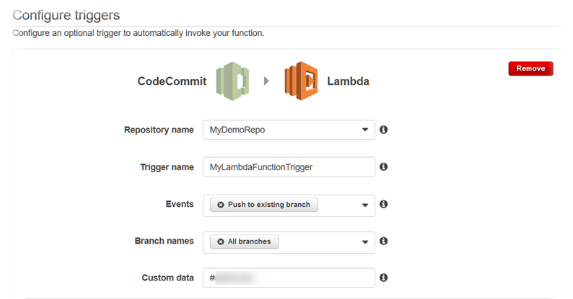 Configure triggers
Configure an optional trigger to automatically invoke your function.
CodeCommit Lambda
Remove
Repository name MyDemoRepo
Trigger name MyLambdaFunctionTrigger
Events Push to existing branch
Branch names All branches
Custom data #